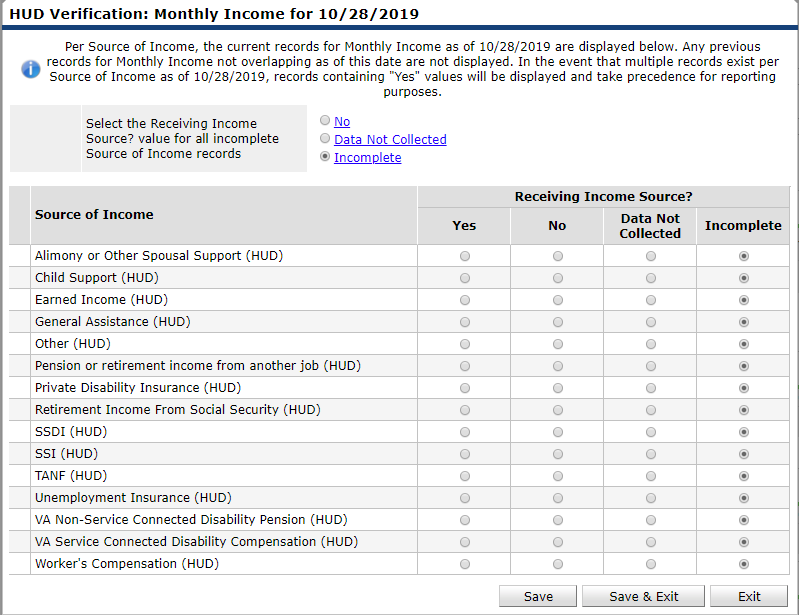 HUD Verification: Monthly Income for 10/28/2019
Per Source of Income, the current records for Monthly Income as of 10/28/2019 are displayed below. Any previous
records for Monthly Income not overlapping as of this date are not displayed. In the event that multiple records exist per
Source of Income as of 10/28/2019, records containing "Yes" values will be displayed and take precedence for reporting
purposes.
Select the Receiving Income
Source? value for all incomplete
Source of Income records
No
Data Not Collected
Incomplete
Source of Income
Receiving Income Source?
Yes
No
Data Not
Collected
Incomplete
Alimony or Other Spousal Support (HUD)
Child Support (HUD)
Earned Income (HUD)
General Assistance (HUD)
Other (HUD)
Pension or retirement income from another job (HUD)
Private Disability Insurance (HUD)
Retirement Income From Social Security (HUD)
SSDI (HUD)
SSI (HUD)
TANF (HUD)
Unemployment Insurance (HUD)
VA Non-Service Connected Disability Pension (HUD)
VA Service Connected Disability Compensation (HUD)
Worker's Compensation (HUD)
Save
Save & Exit
Exit